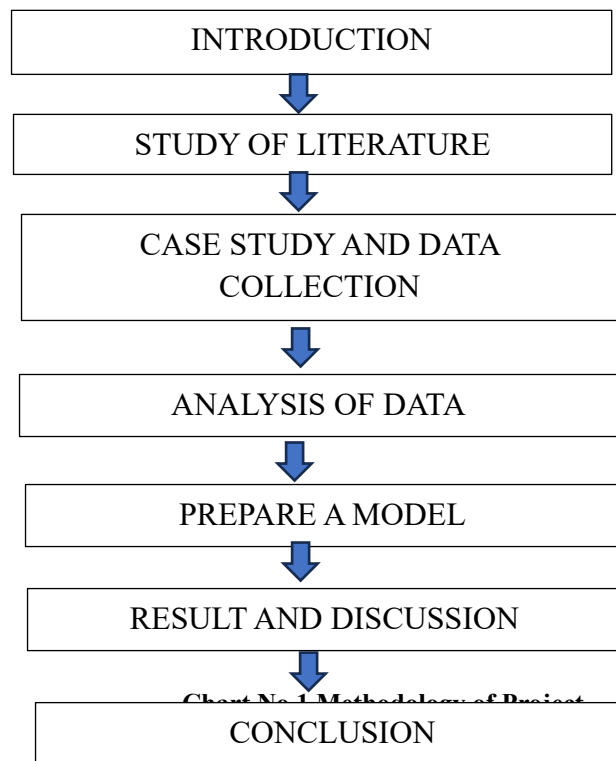 INTRODUCTION
STUDY OF LITERATURE
CASE STUDY AND DATA
COLLECTION
ANALYSIS OF DATA
PREPARE A MODEL
RESULT AND DISCUSSION
Chart No 1 Methodology of Project
CONCLUSION